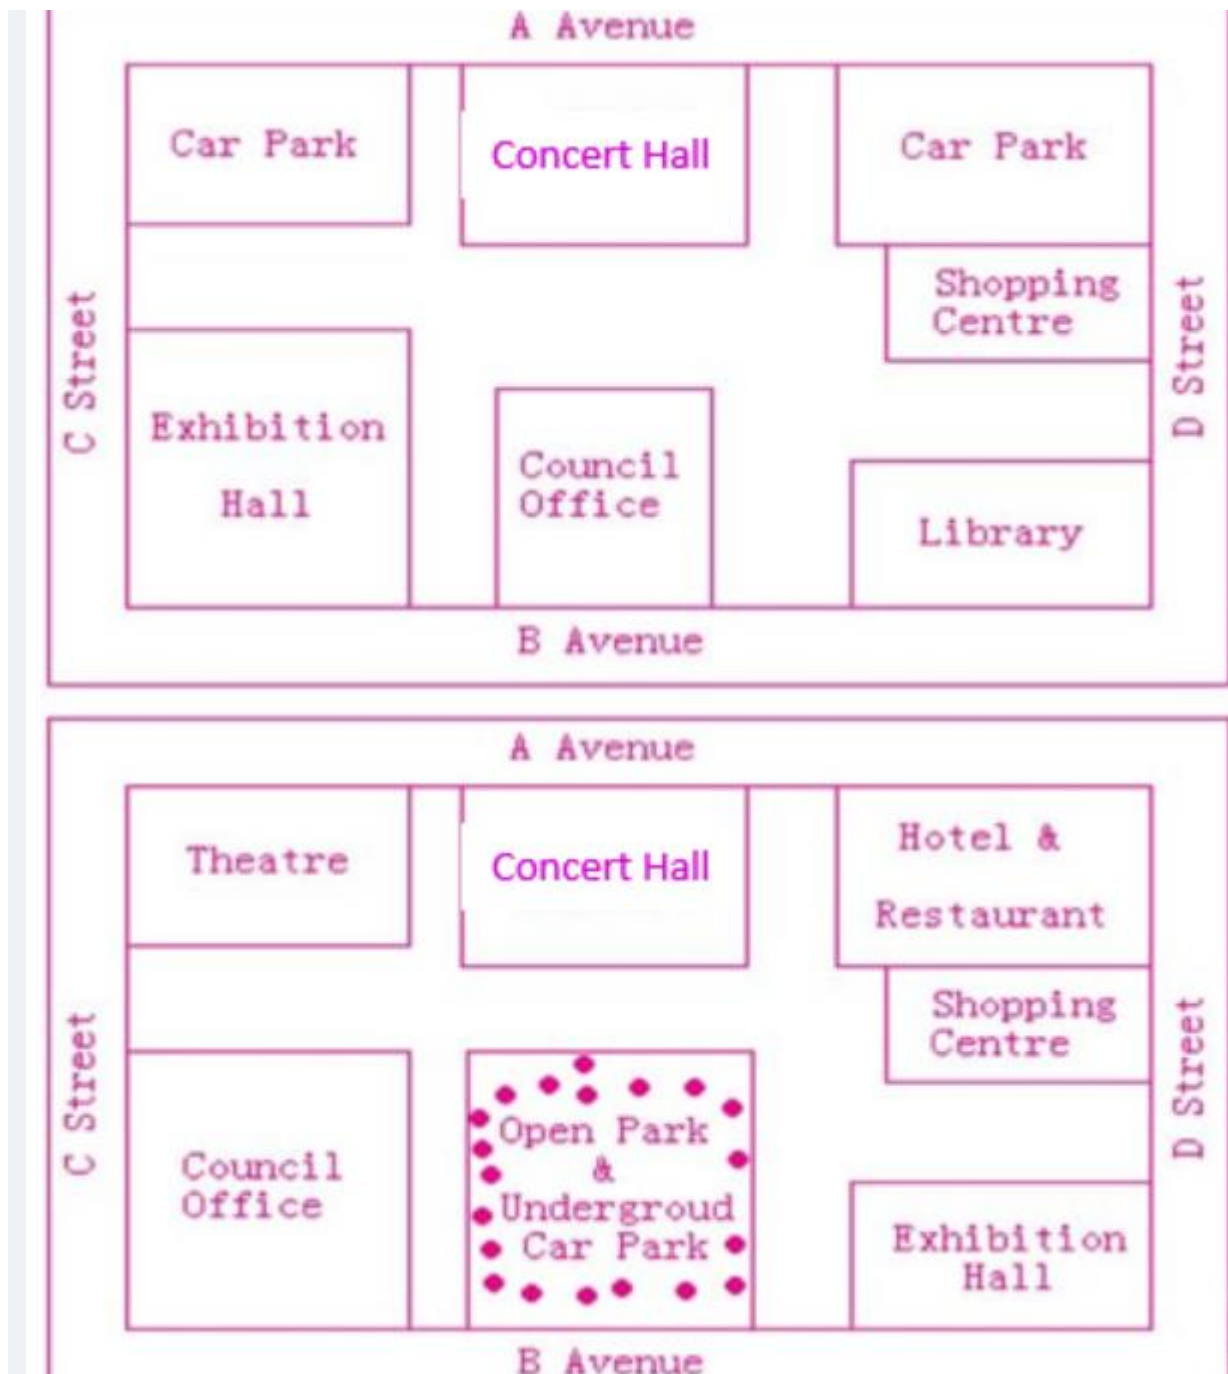 A Avenue
Car Park
Concert Hall
Car Park
Shopping
Centre
C Street
D Street
Exhibition
Hall
Council
Office
Library
B Avenue
A Avenue
Theatre
Concert Hall
Hotel &
Restaurant
Shopping
Centre
C Street
D Street
Council
Office
Open Park
&
Undergroud
Car Park
Exhibition
Hall
B Avenue